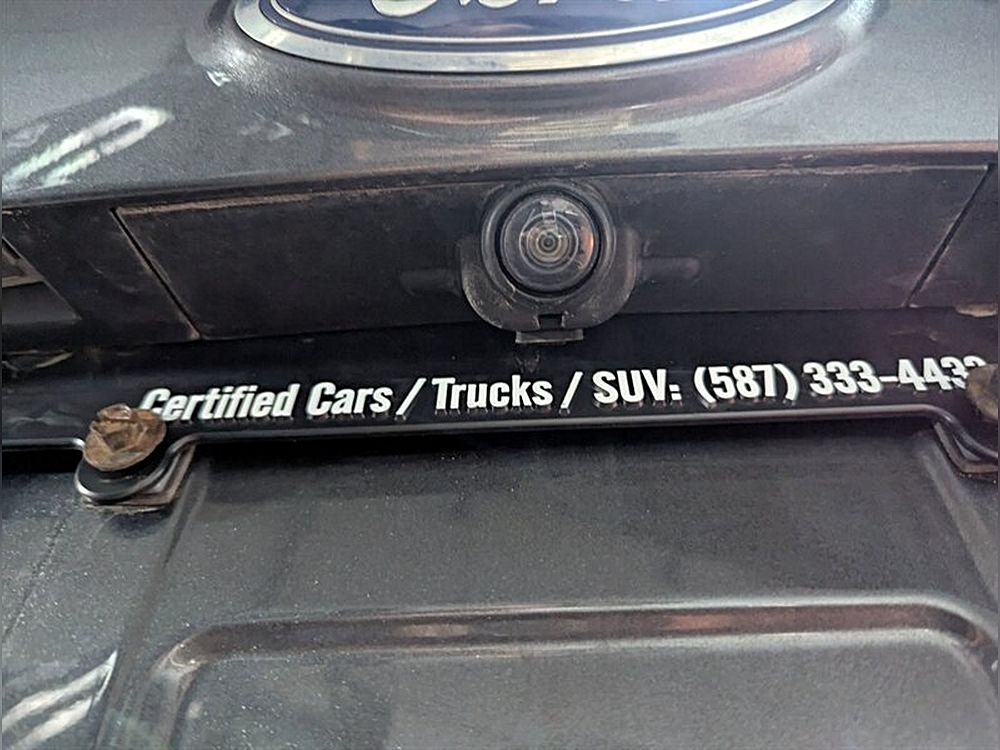 Certified Cars / Trucks / SUV: (587) 333-4433